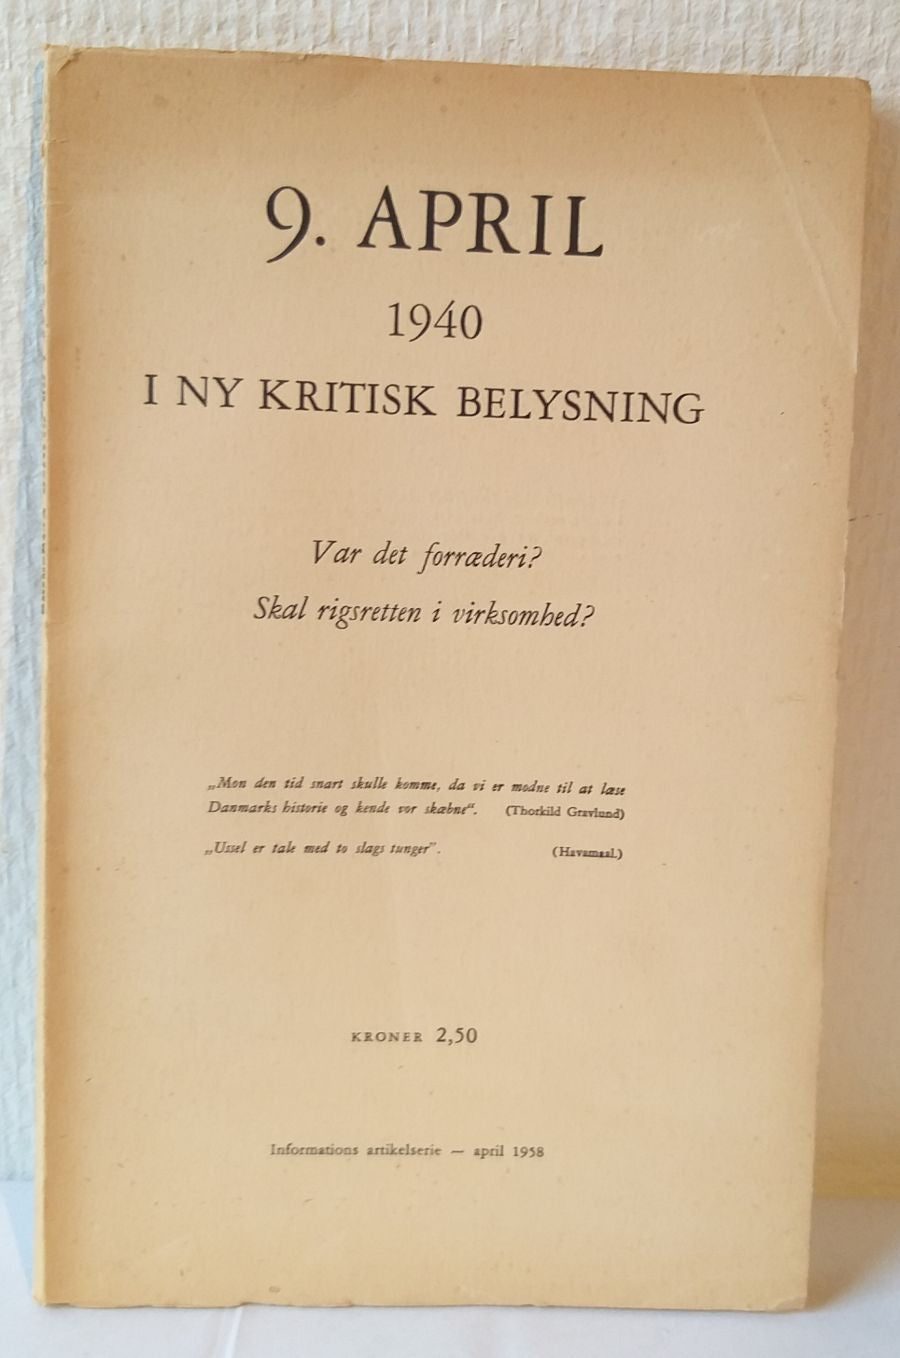 9. APRIL
1940
I NY KRITISK BELYSNING
Var det forræderi?
Skal rigsretten i virksomhed?
„Mon den tid snart skulle komme, da vi er modne til at læse
Danmarks historie og kende vor skæbne“. (Thorkild Gravlund)
„Ussel er tale med to slags tunger”. (Havamaal.)
KRONER 2,50
Informations artikelserie — april 1958